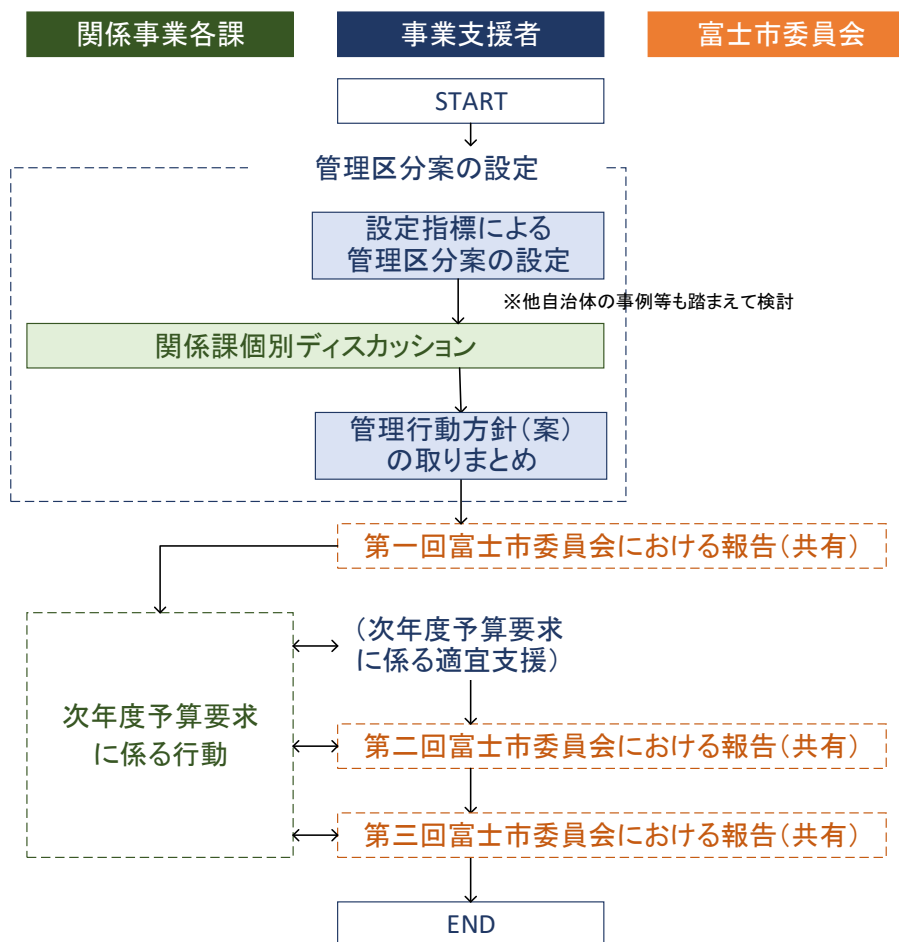 関係事業各課
事業支援者
富士市委員会
START
管理区分案の設定
設定指標による
管理区分案の設定
※他自治体の事例等も踏まえて検討
関係課個別ディスカッション
管理行動方針（案）
の取りまとめ
第一回富士市委員会における報告（共有）
（次年度予算要求
に係る適宜支援）
次年度予算要求
に係る行動
第二回富士市委員会における報告（共有）
第三回富士市委員会における報告（共有）
END